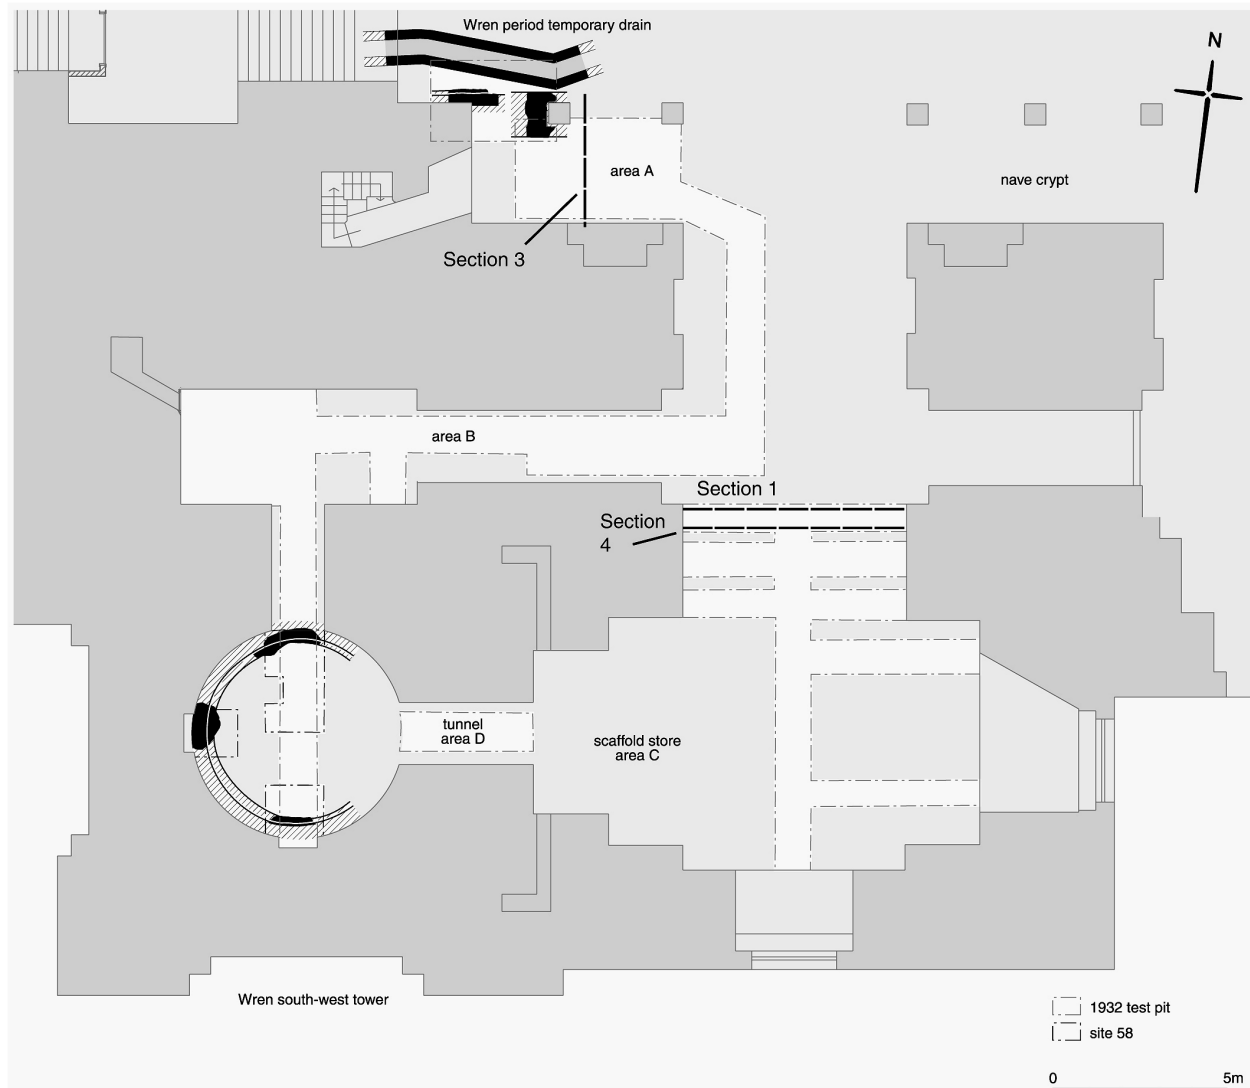 Wren period temporary drain
N
area A
nave crypt
Section 3
area B
Section 1
Section
4
tunnel
area D
scaffold store
area C
Wren south-west tower
1932 test pit
site 58
0 5m